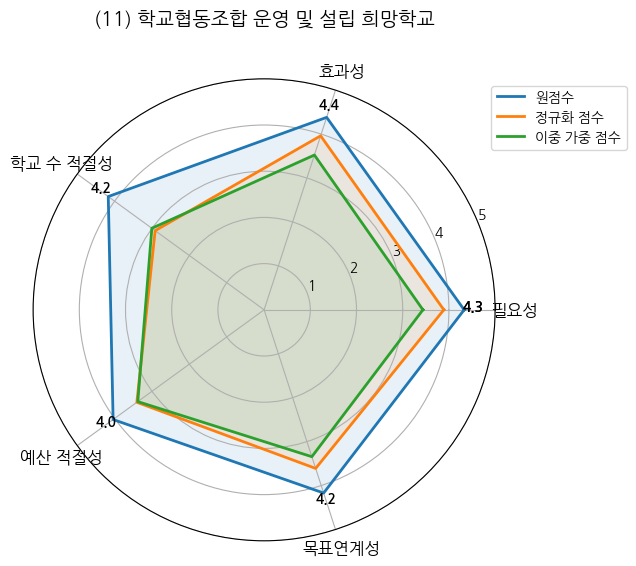 (11) 학교협동조합 운영 및 설립 희망학교
효과성
4.4
원점수
정규화 점수
이중 가중 점수
학교 수 적절성
4.2
5
4
3
2
1
4.3
필요성
4.0
예산 적절성
4.2
목표연계성